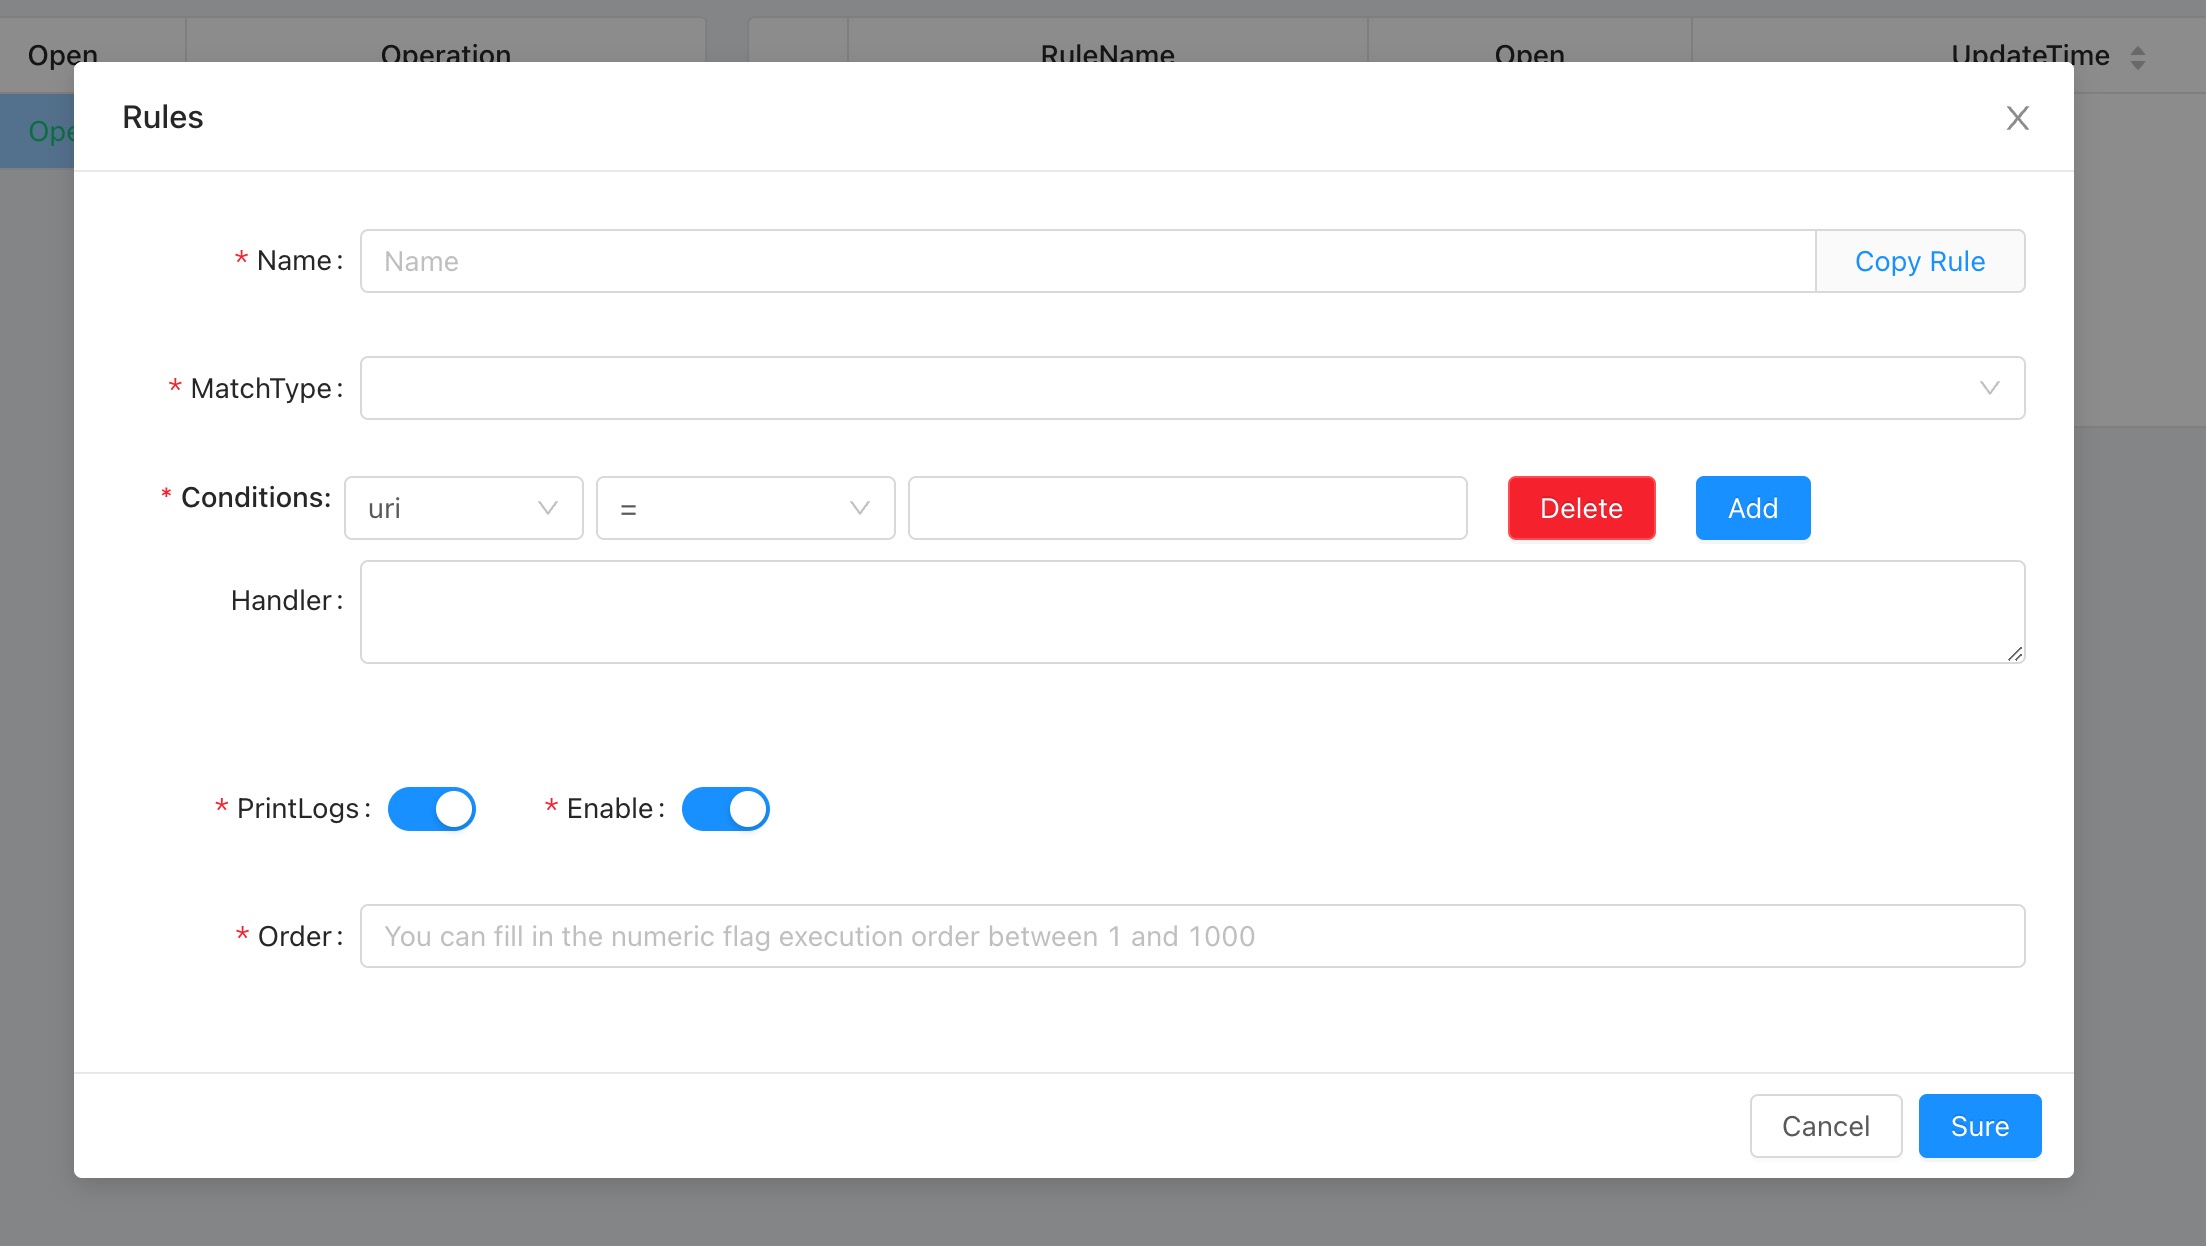 Open Operation RuleName Open UpdateTime
Ope
Rules
* Name: Name Copy Rule
* MatchType:
* Conditions: uri = Delete Add
Handler:
* PrintLogs: * Enable:
* Order: You can fill in the numeric flag execution order between 1 and 1000
Cancel Sure